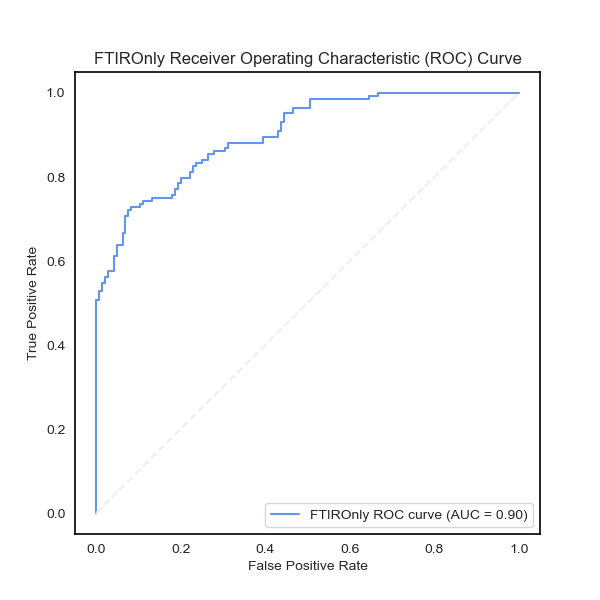 FTIROnly Receiver Operating Characteristic (ROC) Curve
1.0
0.8
0.6
0.4
0.2
0.0
True Positive Rate
FTIROnly ROC curve (AUC = 0.90)
0.0 0.2 0.4 0.6 0.8 1.0
False Positive Rate